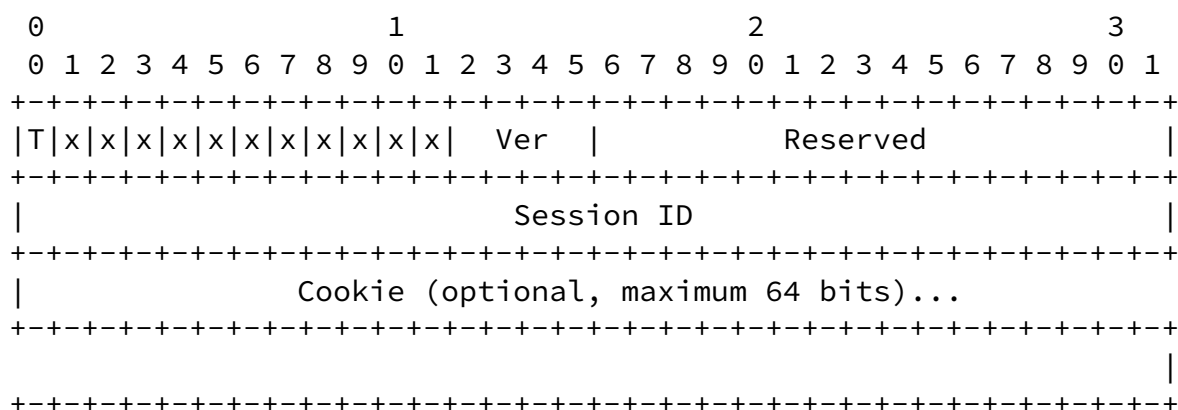 0                   1                   2                   3
 0 1 2 3 4 5 6 7 8 9 0 1 2 3 4 5 6 7 8 9 0 1 2 3 4 5 6 7 8 9 0 1
+-+-+-+-+-+-+-+-+-+-+-+-+-+-+-+-+-+-+-+-+-+-+-+-+-+-+-+-+-+-+-+-+
|T|x|x|x|x|x|x|x|x|x|x|x|  Ver  |          Reserved             |
+-+-+-+-+-+-+-+-+-+-+-+-+-+-+-+-+-+-+-+-+-+-+-+-+-+-+-+-+-+-+-+-+
|                           Session ID                          |
+-+-+-+-+-+-+-+-+-+-+-+-+-+-+-+-+-+-+-+-+-+-+-+-+-+-+-+-+-+-+-+-+
|               Cookie (optional, maximum 64 bits)...
+-+-+-+-+-+-+-+-+-+-+-+-+-+-+-+-+-+-+-+-+-+-+-+-+-+-+-+-+-+-+-+-+
                                                                |
+-+-+-+-+-+-+-+-+-+-+-+-+-+-+-+-+-+-+-+-+-+-+-+-+-+-+-+-+-+-+-+-+